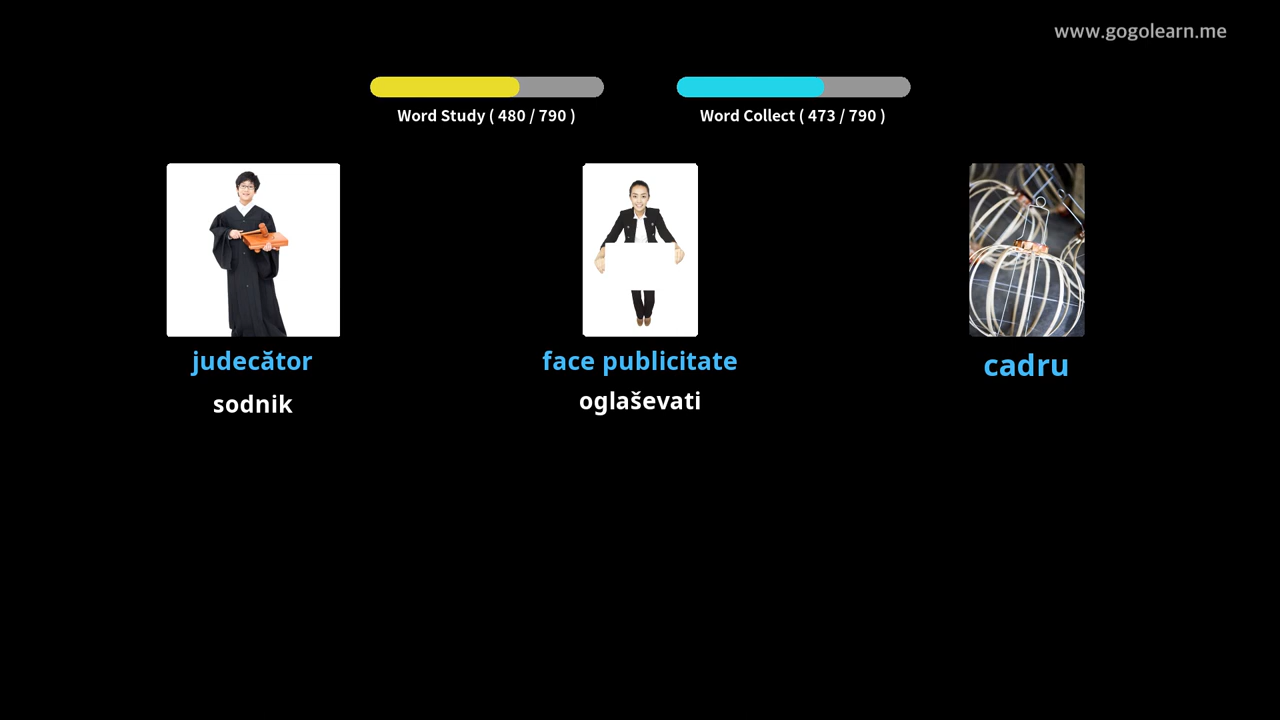 www.gogolearn.me
Word Study ( 480 / 790 )
Word Collect ( 473 / 790 )
judecător
sodnik
face publicitate
oglaševati
cadru